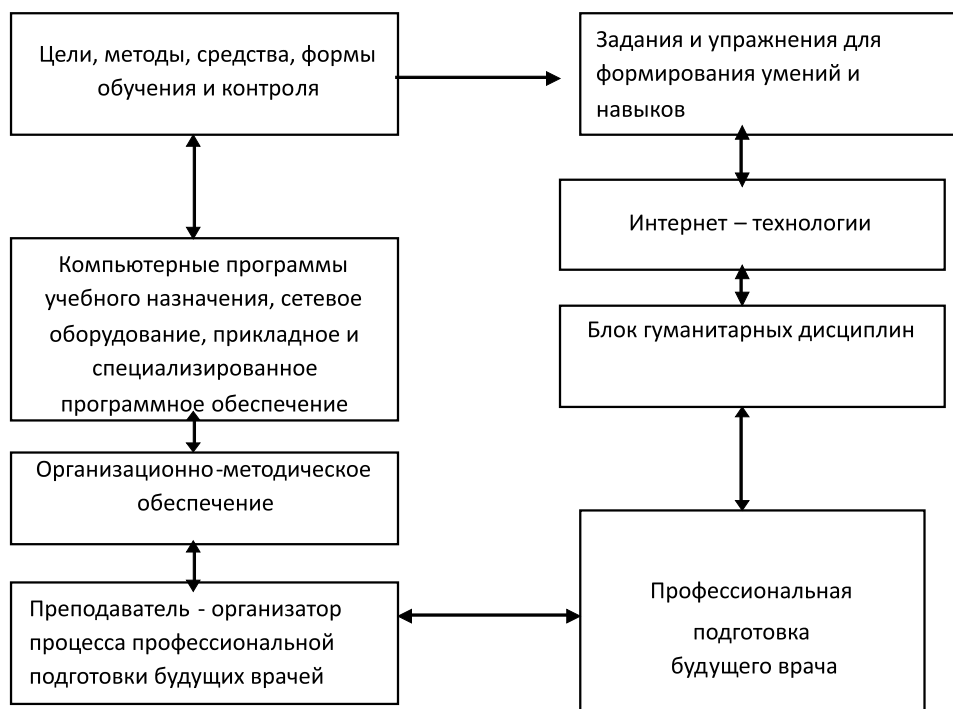 Цели, методы, средства, формы
обучения и контроля
Задания и упражнения для
формирования умений и
навыков
Интернет – технологии
Компьютерные программы
учебного назначения, сетевое
оборудование, прикладное и
специализированное
программное обеспечение
Блок гуманитарных дисциплин
Организационно-методическое
обеспечение
Преподаватель - организатор
процесса профессиональной
подготовки будущих врачей
Профессиональная
подготовка
будущего врача